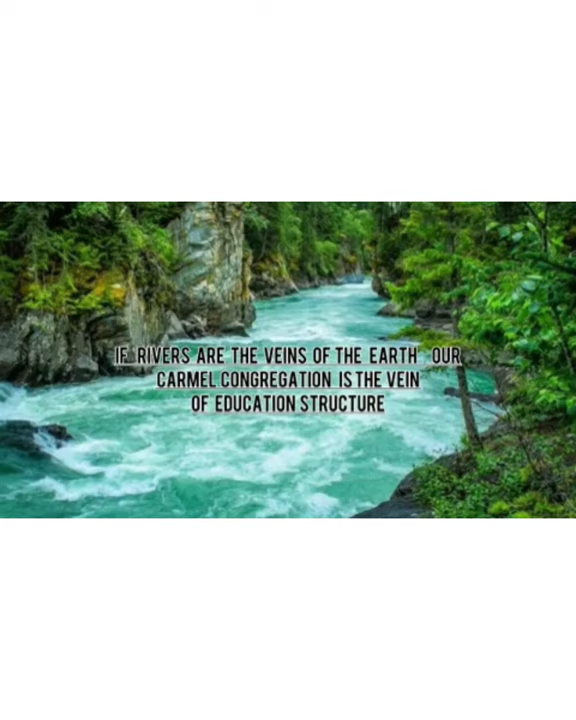 IF RIVERS ARE THE VEINS OF THE EARTH , OUR
CARMEL CONGREGATION IS THE VEIN
OF EDUCATION STRUCTURE